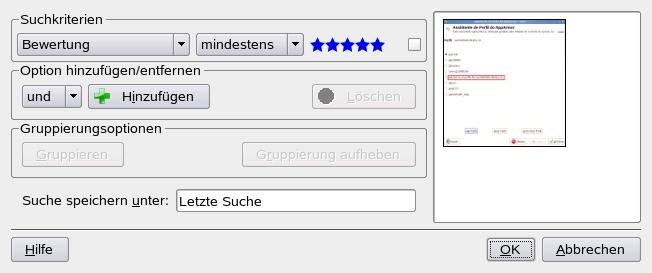 Suchkriterien
Bewertung mindestens
Option hinzufügen/entfernen
und Hinzufügen Löschen
Gruppierungsoptionen
Gruppieren Gruppierung aufheben
Suche speichern unter: Letzte Suche
Hilfe OK Abbrechen
Assistente de Perfil do AppArmor